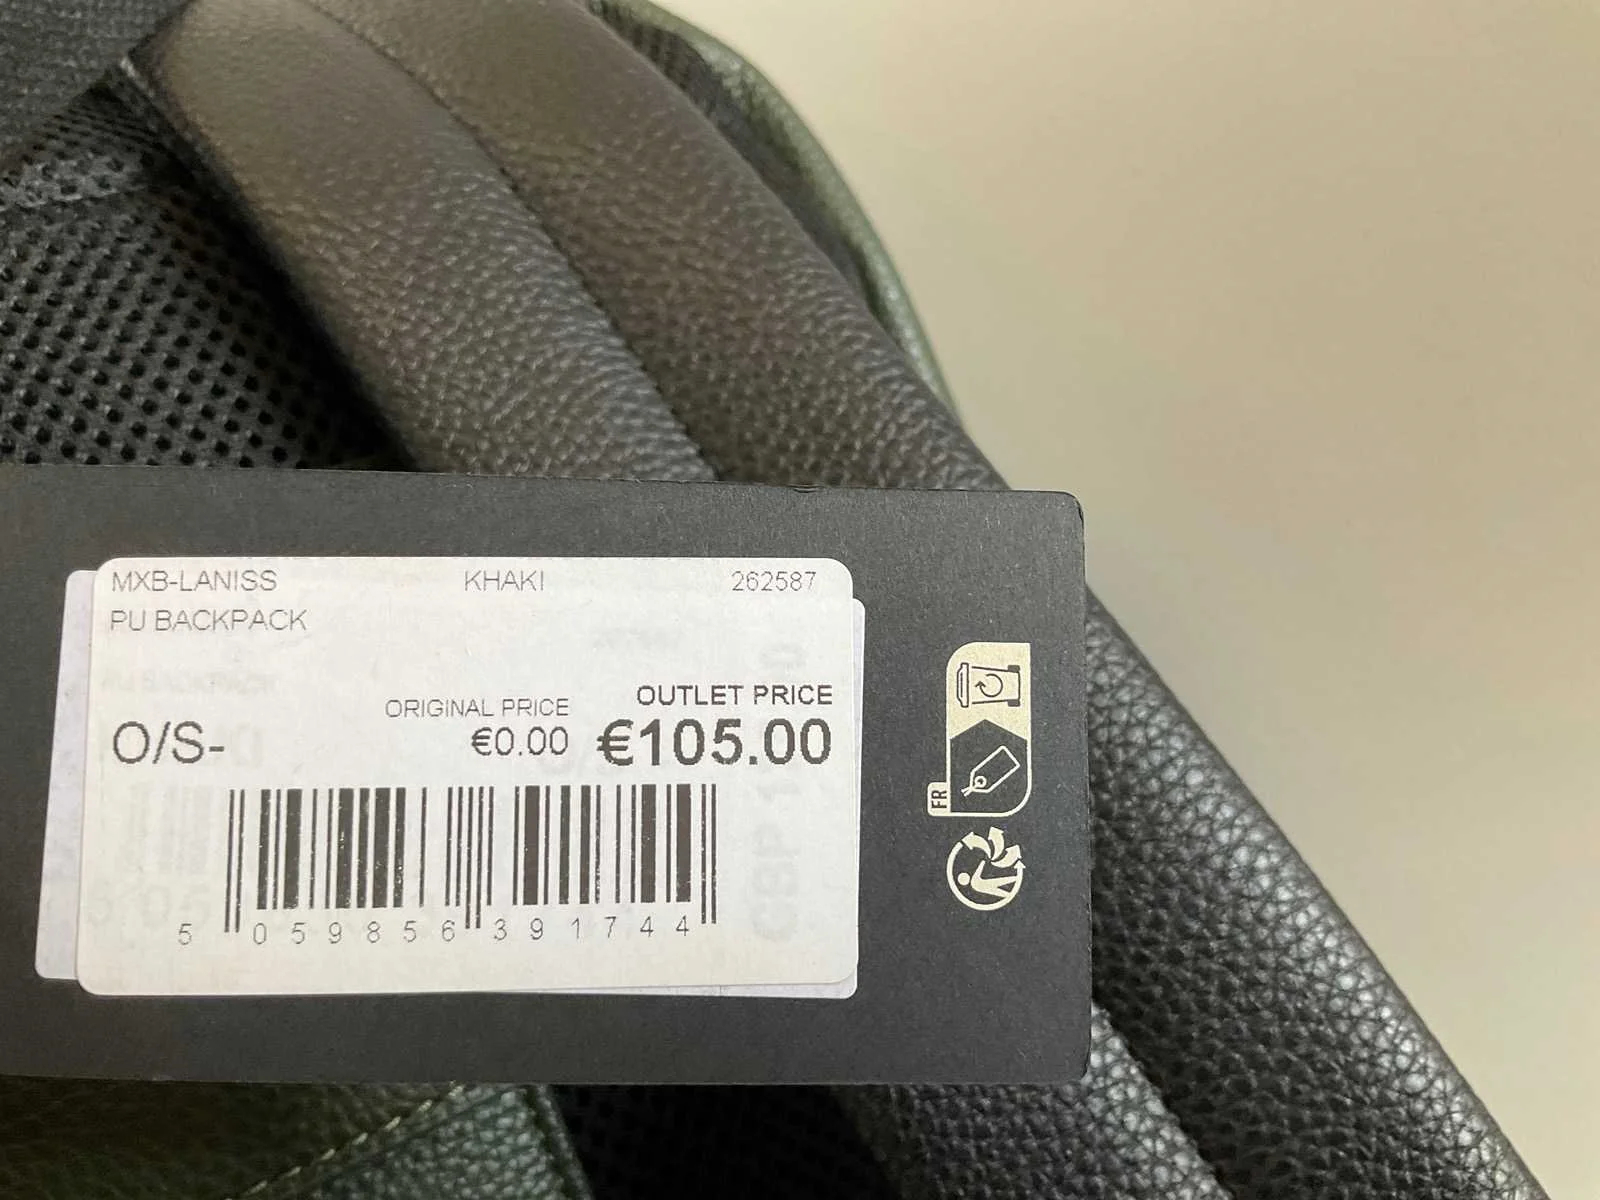 MXB-LANISS KHAKI 262587
PU BACKPACK
ORIGINAL PRICE OUTLET PRICE
O/S- €0.00 €105.00
5 059856 391744
FR